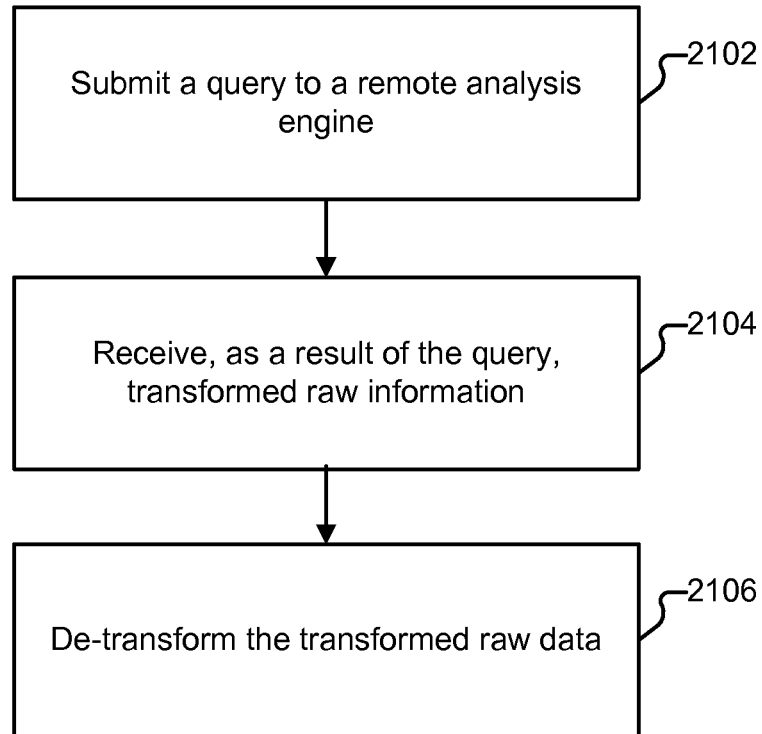 Submit a query to a remote analysis
engine
2102
Receive, as a result of the query,
transformed raw information
2104
De-transform the transformed raw data
2106